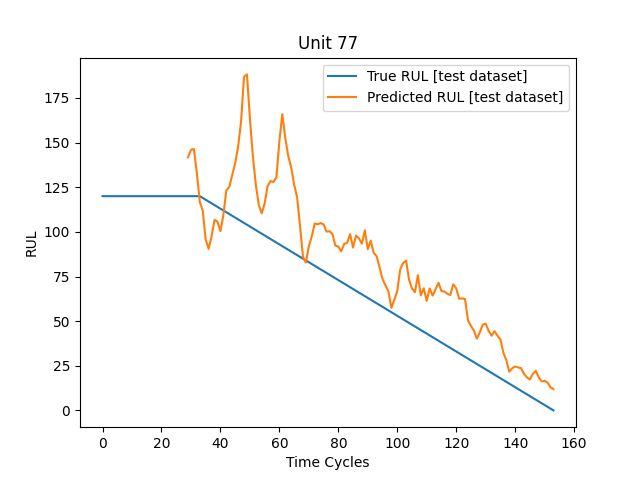 Unit 77
True RUL [test dataset]
Predicted RUL [test dataset]
RUL
175
150
125
100
75
50
25
0
0 20 40 60 80 100 120 140 160
Time Cycles